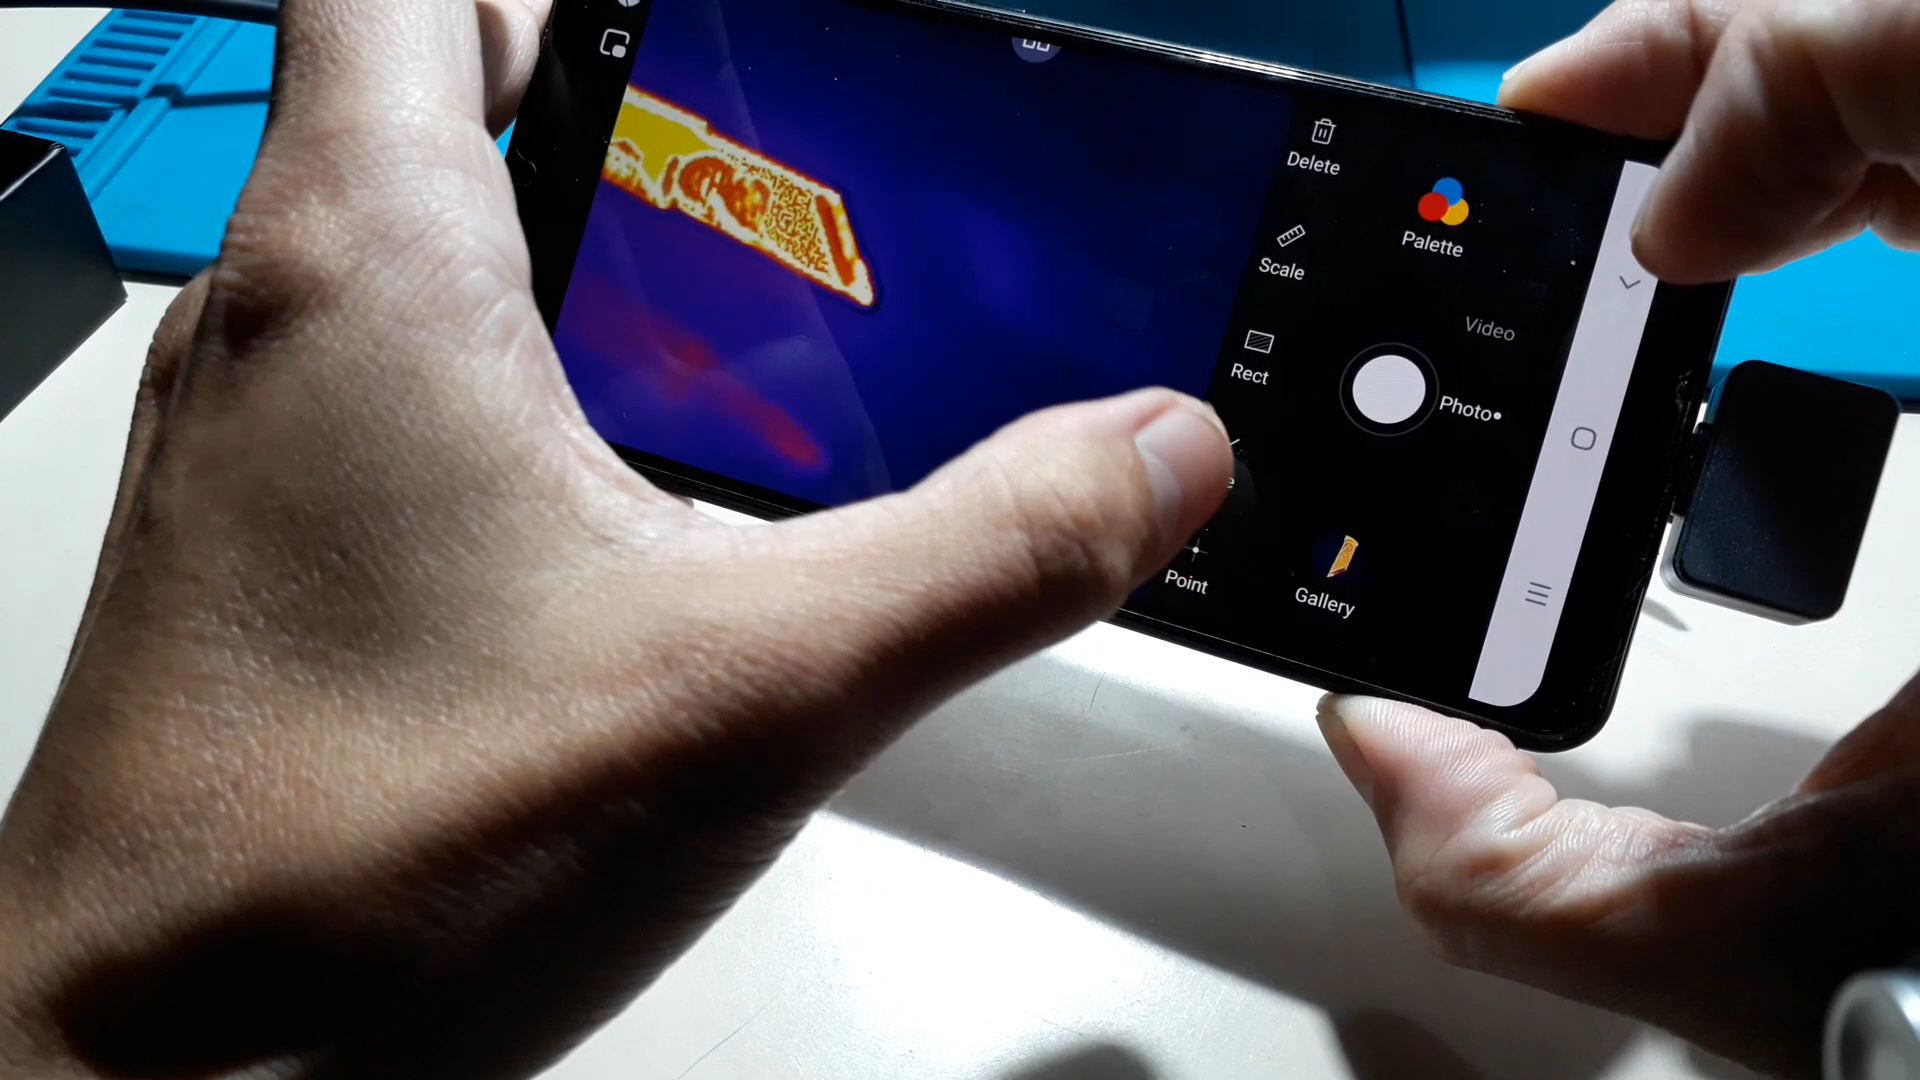 Delete
Palette
Scale
Video
Rect
Photo
Point
Gallery